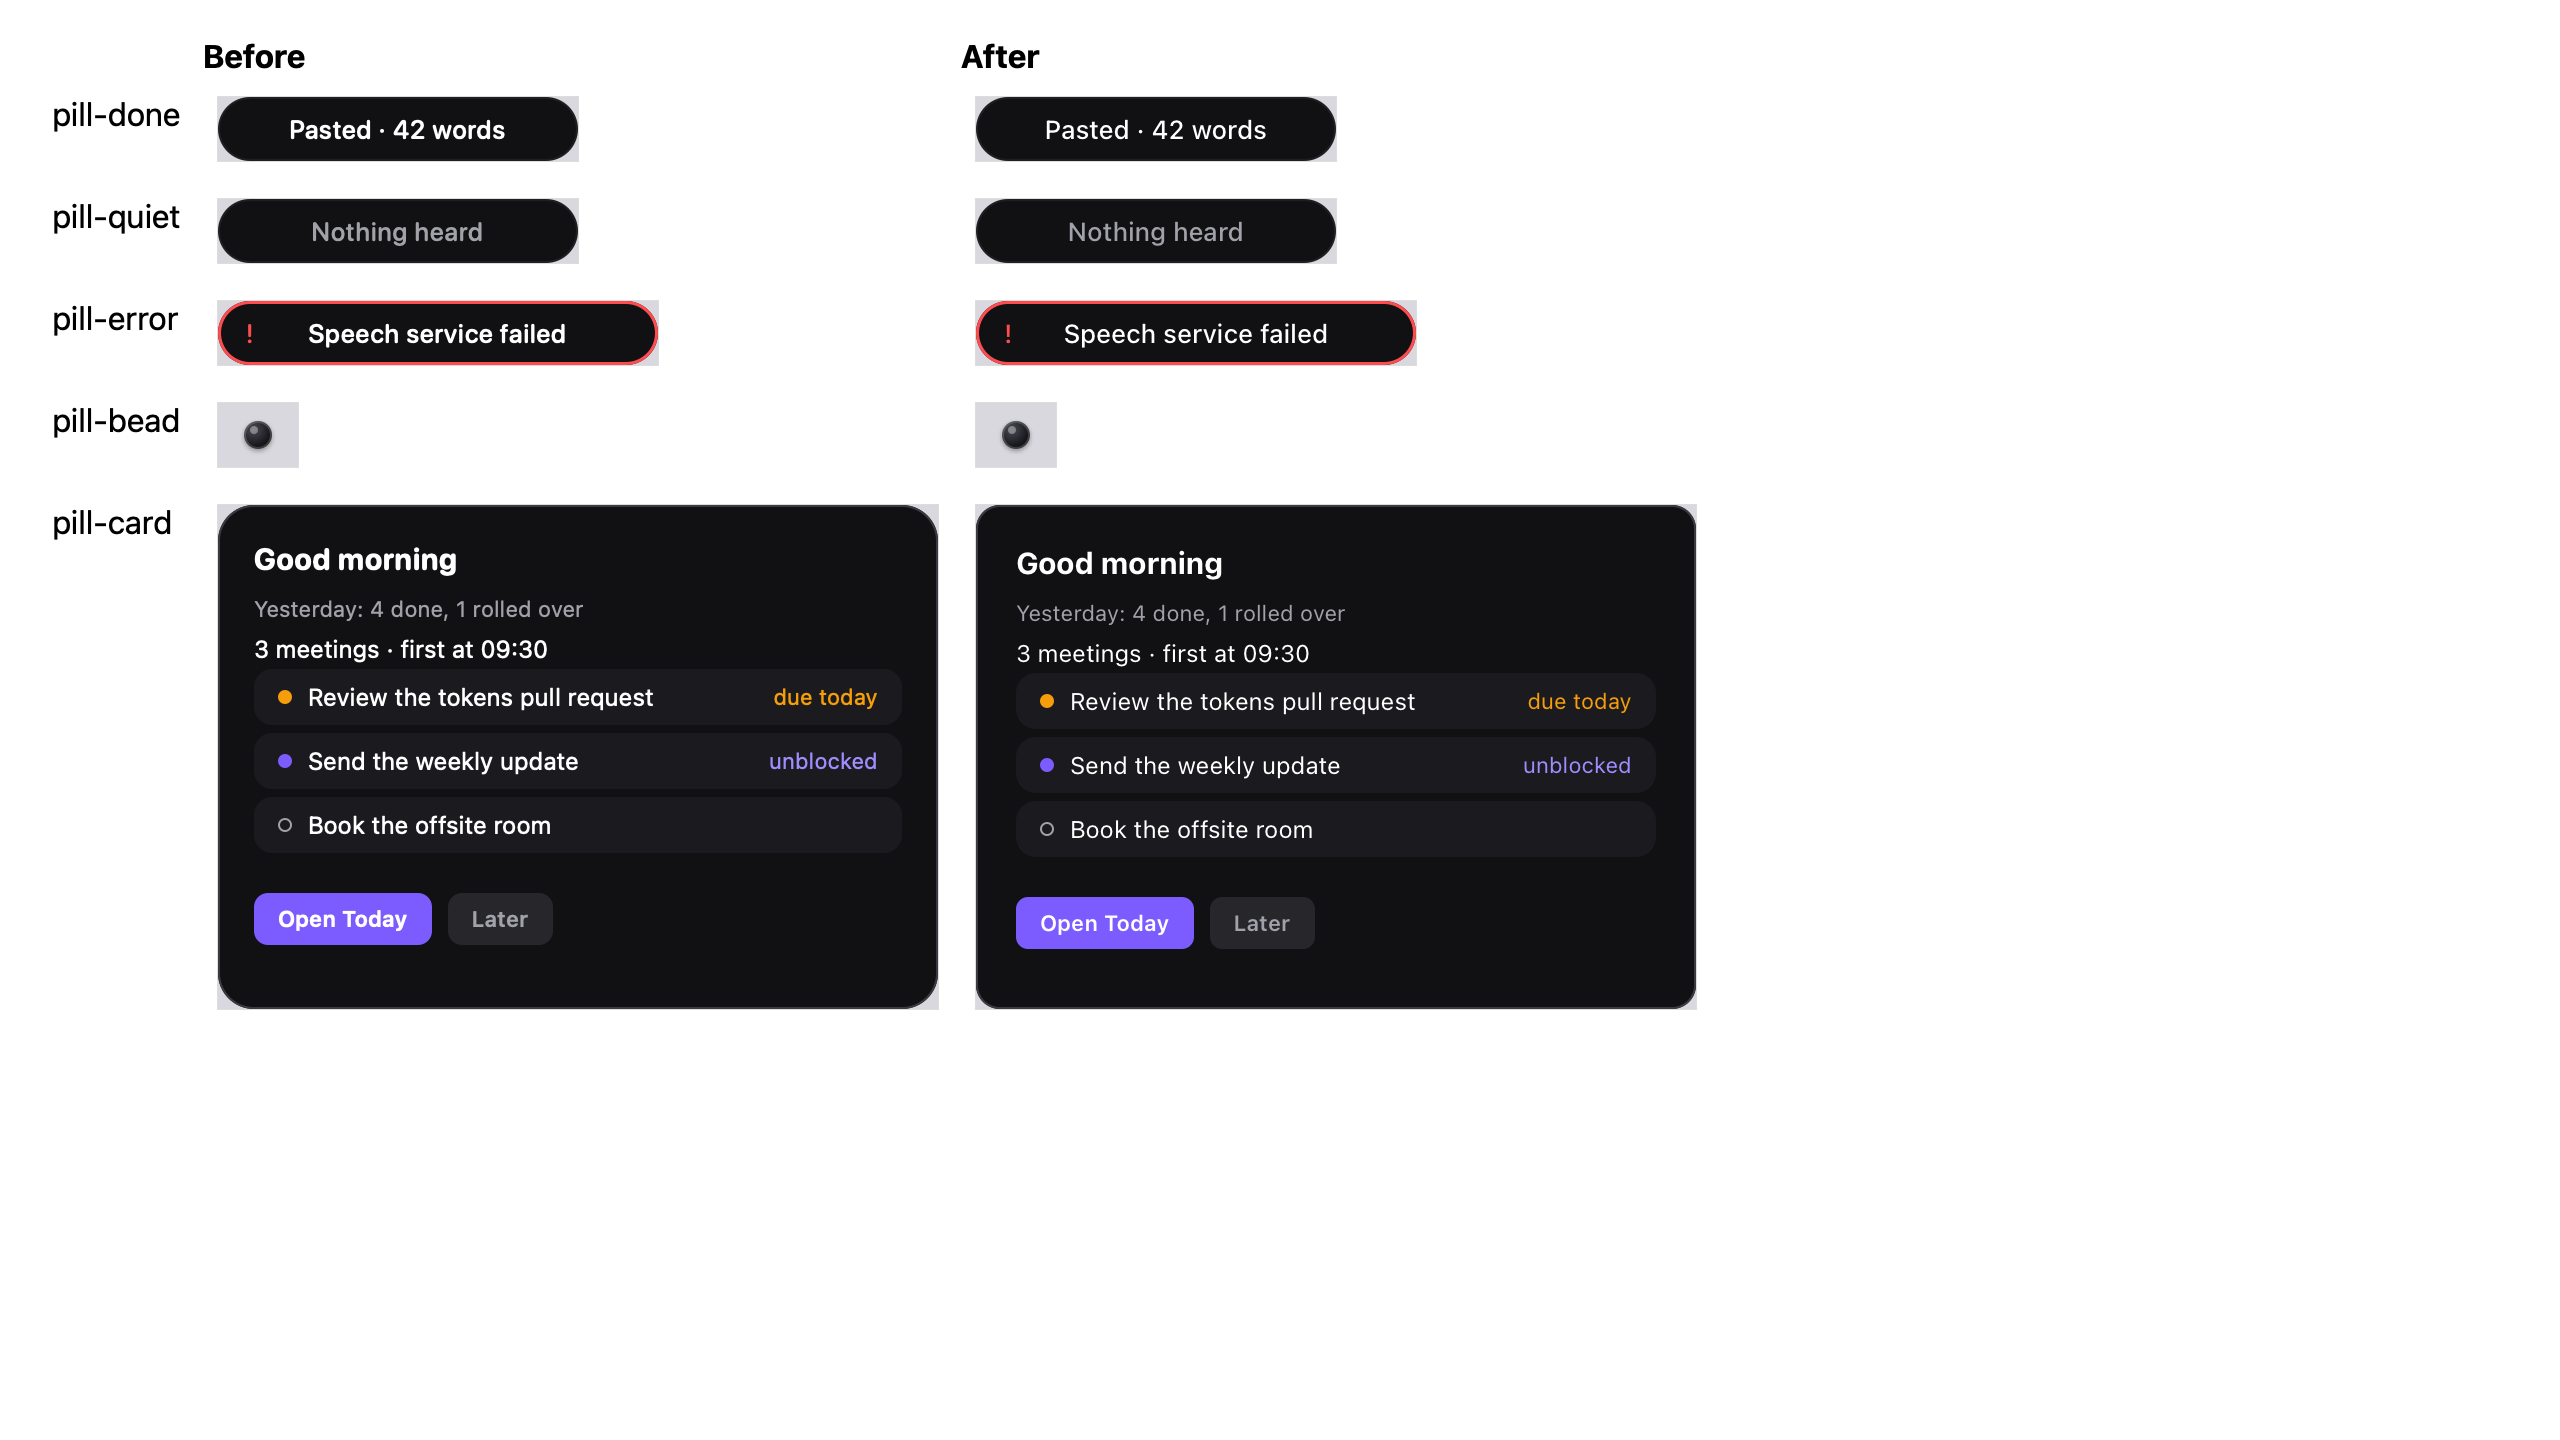 Before After
pill-done Pasted · 42 words Pasted · 42 words
pill-quiet Nothing heard Nothing heard
pill-error ! Speech service failed ! Speech service failed
pill-bead
pill-card
Good morning
Yesterday: 4 done, 1 rolled over
3 meetings · first at 09:30
Review the tokens pull request due today
Send the weekly update unblocked
Book the offsite room
Open Today Later
Good morning
Yesterday: 4 done, 1 rolled over
3 meetings · first at 09:30
Review the tokens pull request due today
Send the weekly update unblocked
Book the offsite room
Open Today Later